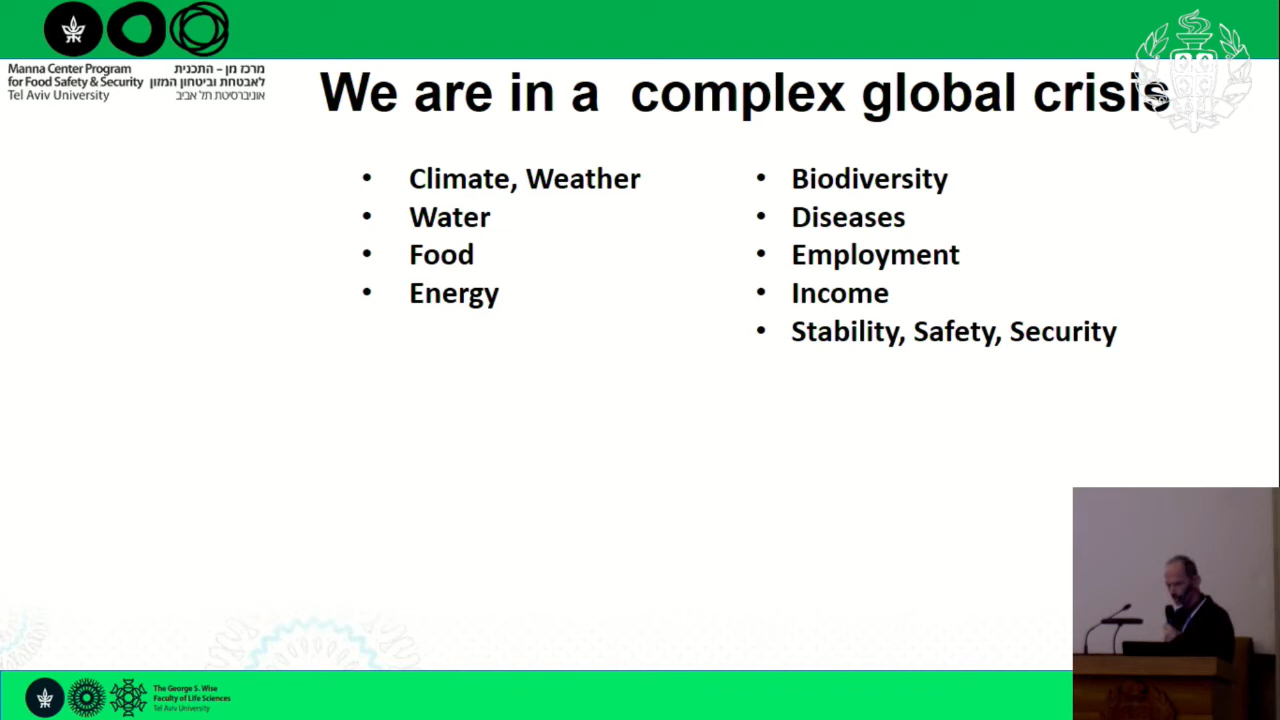 Manna Center Program
for Food Safety & Security
Tel Aviv University
מרכז מן – התכנית
לאבטחת וביטחון המזון
אוניברסיטת תל אביב
We are in a  complex global crisis
• Climate, Weather
• Water
• Food
• Energy
• Biodiversity
• Diseases
• Employment
• Income
• Stability, Safety, Security
The George S. Wise
Faculty of Life Sciences
Tel Aviv University